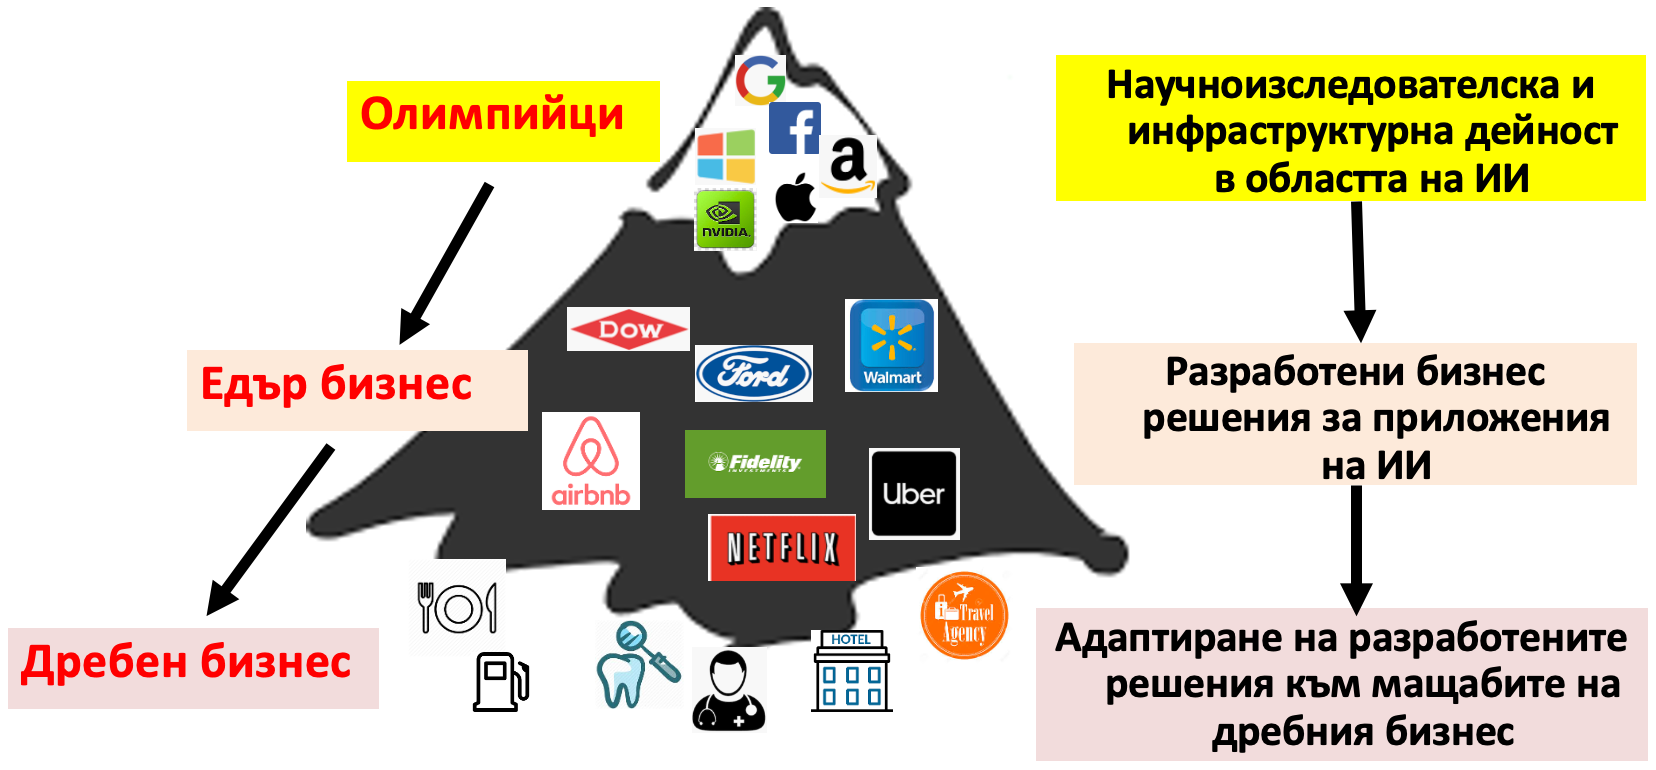 Олимпийци
Едър бизнес
Дребен бизнес
G
f
a
NVIDIA.
DOW
Ford
Walmart
airbnb
Fidelity
INVESTMENTS
Uber
NETFLIX
HOTEL
Travel
Agency
Научноизследователска и
инфраструктурна дейност
в областта на ИИ
Разработени бизнес
решения за приложения
на ИИ
Адаптиране на разработените
решения към мащабите на
дребния бизнес